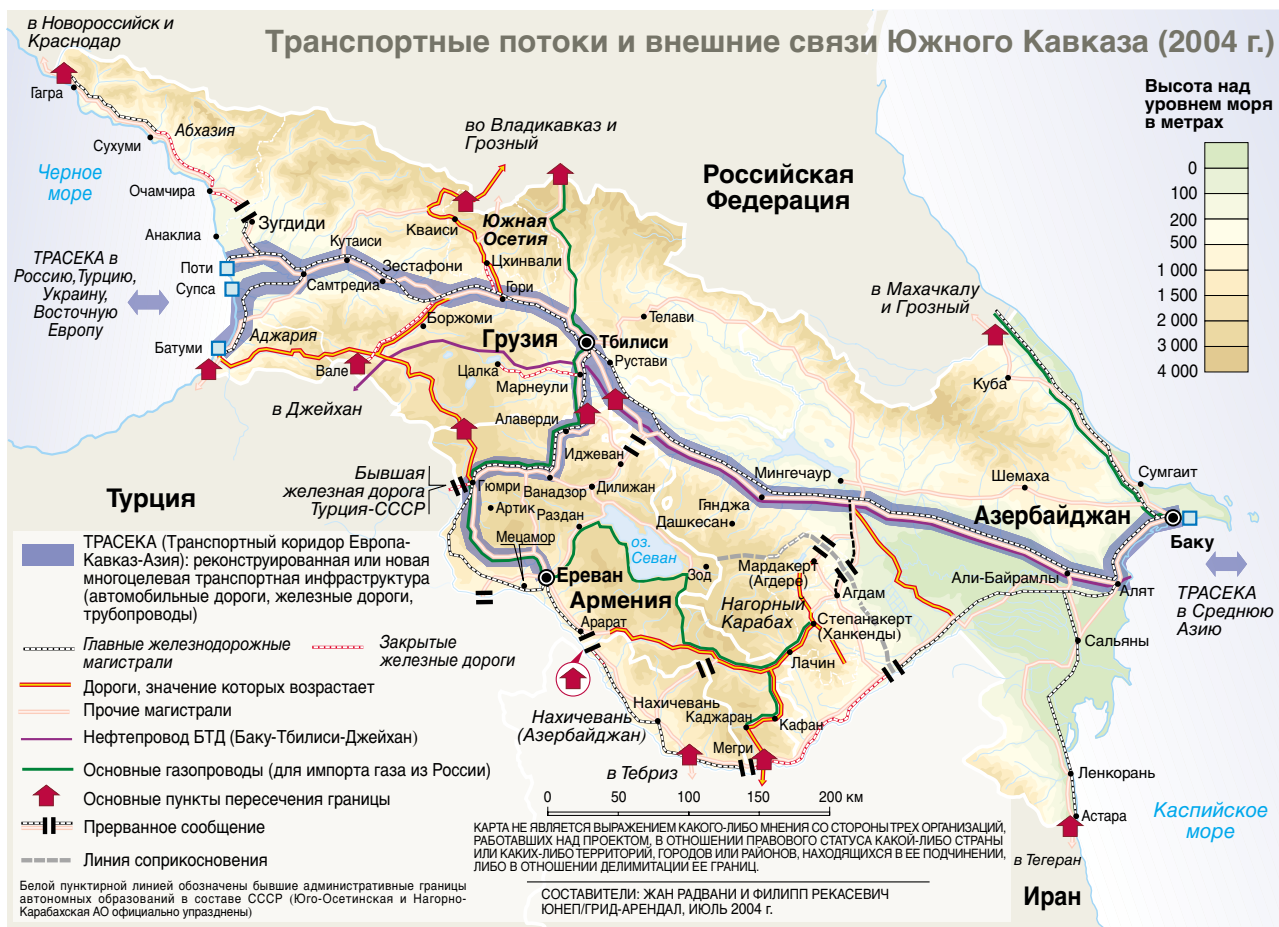 Транспортные потоки и внешние связи Южного Кавказа (2004 г.)
в Новороссийск и
Краснодар
Гагра
Абхазия
Сухуми
Черное
море
Очамчира
Зугдиди
Анаклиа
ТРАСЕКА в
Россию,Турцию,
Украину,
Восточную
Европу
Поти
Супса
Батуми
Аджария
Кутаиси
Зестафони
Самтредиа
во Владикавказ и
Грозный
Кваиси
Южная
Осетия
Цхинвали
Гори
Боржоми
Грузия
Вале
в Джейхан
Цалка
Марнеули
Тбилиси
Рустави
Телави
Российская
Федерация
в Махачкалу
и Грозный
Куба
Высота над
уровнем моря
в метрах
0
100
200
500
1 000
1 500
2 000
3 000
4 000
Алаверди
Иджеван
Бывшая
железная дорога
Турция-СССР
Турция
Гюмри
Ванадзор
Дилижан
Артик
Раздан
Мецамор
оз.
Севан
Ереван
Армения
Арарат
Зод
Дашкесан
Гянджа
Мингечаур
Шемаха
Сумгаит
Азербайджан
Баку
Али-Байрамлы
Алят
ТРАСЕКА
в Среднюю
Азию
Сальяны
Мардакерт
(Агдере)
Агдам
Нагорный
Карабах
Степанакерт
(Ханкенды)
Лачин
Нахичевань
Нахичевань
(Азербайджан)
Каджаран
Кафан
Мегри
в Тебриз
Ленкорань
Астара
Каспийское
море
в Тегеран
Иран
ТРАСЕКА (Транспортный коридор Европа-
Кавказ-Азия): реконструированная или новая
многоцелевая транспортная инфраструктура
(автомобильные дороги, железные дороги,
трубопроводы)
Главные железнодорожные
магистрали
Закрытые
железные дороги
Дороги, значение которых возрастает
Прочие магистрали
Нефтепровод БТД (Баку-Тбилиси-Джейхан)
Основные газопроводы (для импорта газа из России)
Основные пункты пересечения границы
Прерванное сообщение
Линия соприкосновения
Белой пунктирной линией обозначены бывшие административные границы
автономных образований в составе СССР (Юго-Осетинская и Нагорно-
Карабахская АО официально упразднены)
0 50 100 150 200 км
КАРТА НЕ ЯВЛЯЕТСЯ ВЫРАЖЕНИЕМ КАКОГО-ЛИБО МНЕНИЯ СО СТОРОНЫ ТРЕХ ОРГАНИЗАЦИЙ,
РАБОТАВШИХ НАД ПРОЕКТОМ, В ОТНОШЕНИИ ПРАВОВОГО СТАТУСА КАКОЙ-ЛИБО СТРАНЫ
ИЛИ КАКИХ-ЛИБО ТЕРРИТОРИЙ, ГОРОДОВ ИЛИ РАЙОНОВ, НАХОДЯЩИХСЯ В ЕЕ ПОДЧИНЕНИИ,
ЛИБО В ОТНОШЕНИИ ДЕЛИМИТАЦИИ ЕЕ ГРАНИЦ.
СОСТАВИТЕЛИ: ЖАН РАДВАНИ И ФИЛИПП РЕКАСЕВИЧ
ЮНЕП/ГРИД-АРЕНДАЛ, ИЮЛЬ 2004 г.